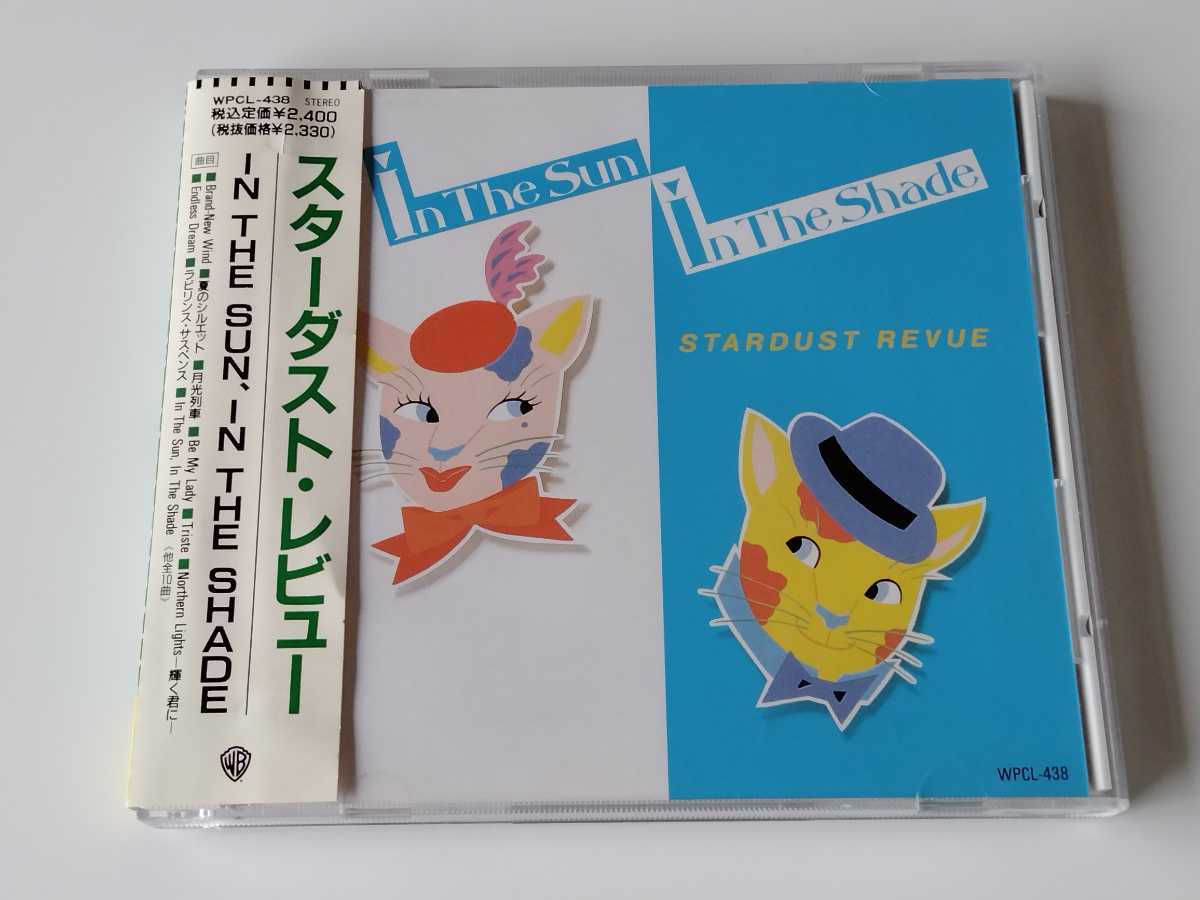 WPCL-438 STEREO
税込定価¥2,400
(税抜価格¥2,330)
スターダスト・レビュー
IN THE SUN, IN THE SHADE
曲目
■Brand-New Wind ■夏のシルエット ■月光列車 ■Be My Lady ■Triste ■Northern Lights—輝く君に—
■Endless Dream ■ラビリンス・サスペンス ■In The Sun, In The Shade 《他全10曲》
WB
in The Sun
in The Shade
STARDUST REVUE
WPCL-438